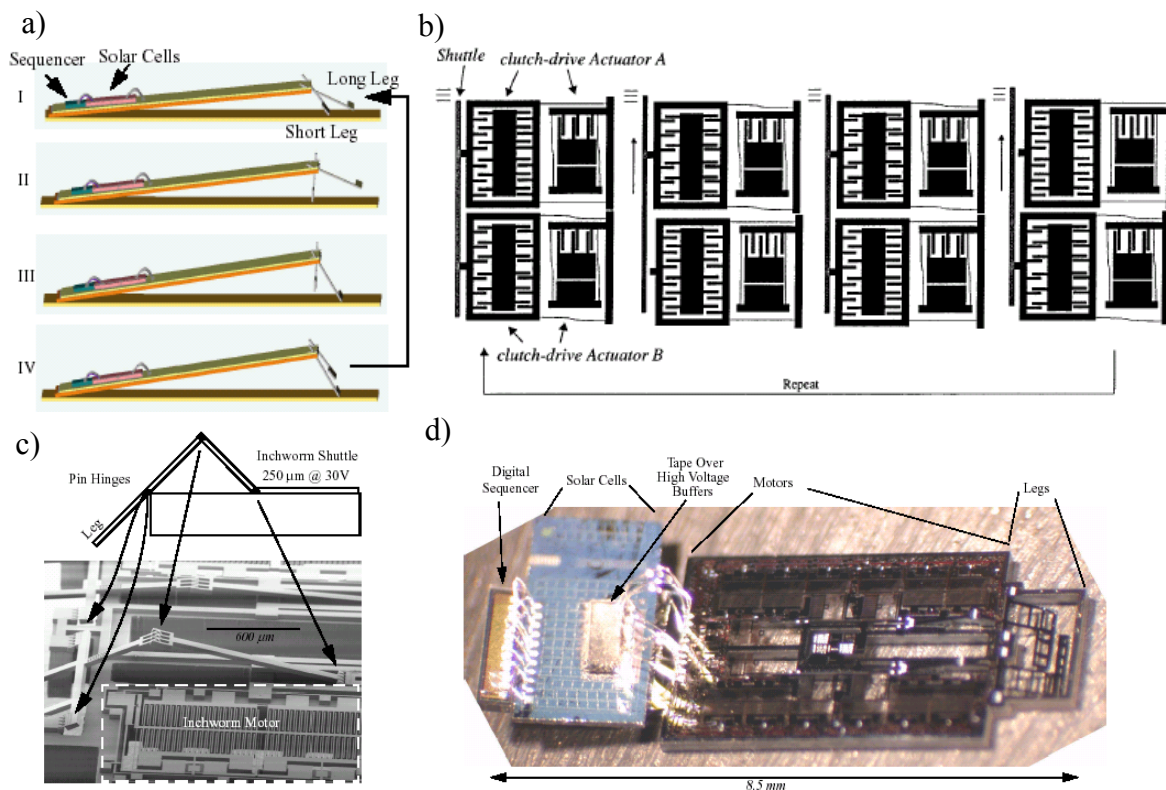 a)
Sequencer
Solar Cells
I
Long Leg
Short Leg
II
III
IV
b)
Shuttle
clutch-drive Actuator A
clutch-drive Actuator B
Repeat
c)
Pin Hinges
Inchworm Shuttle
250 μm @ 30V
Leg
600 μm
Inchworm Motor
d)
Digital
Sequencer
Solar Cells
Tape Over
High Voltage
Buffers
Motors
Legs
8.5 mm